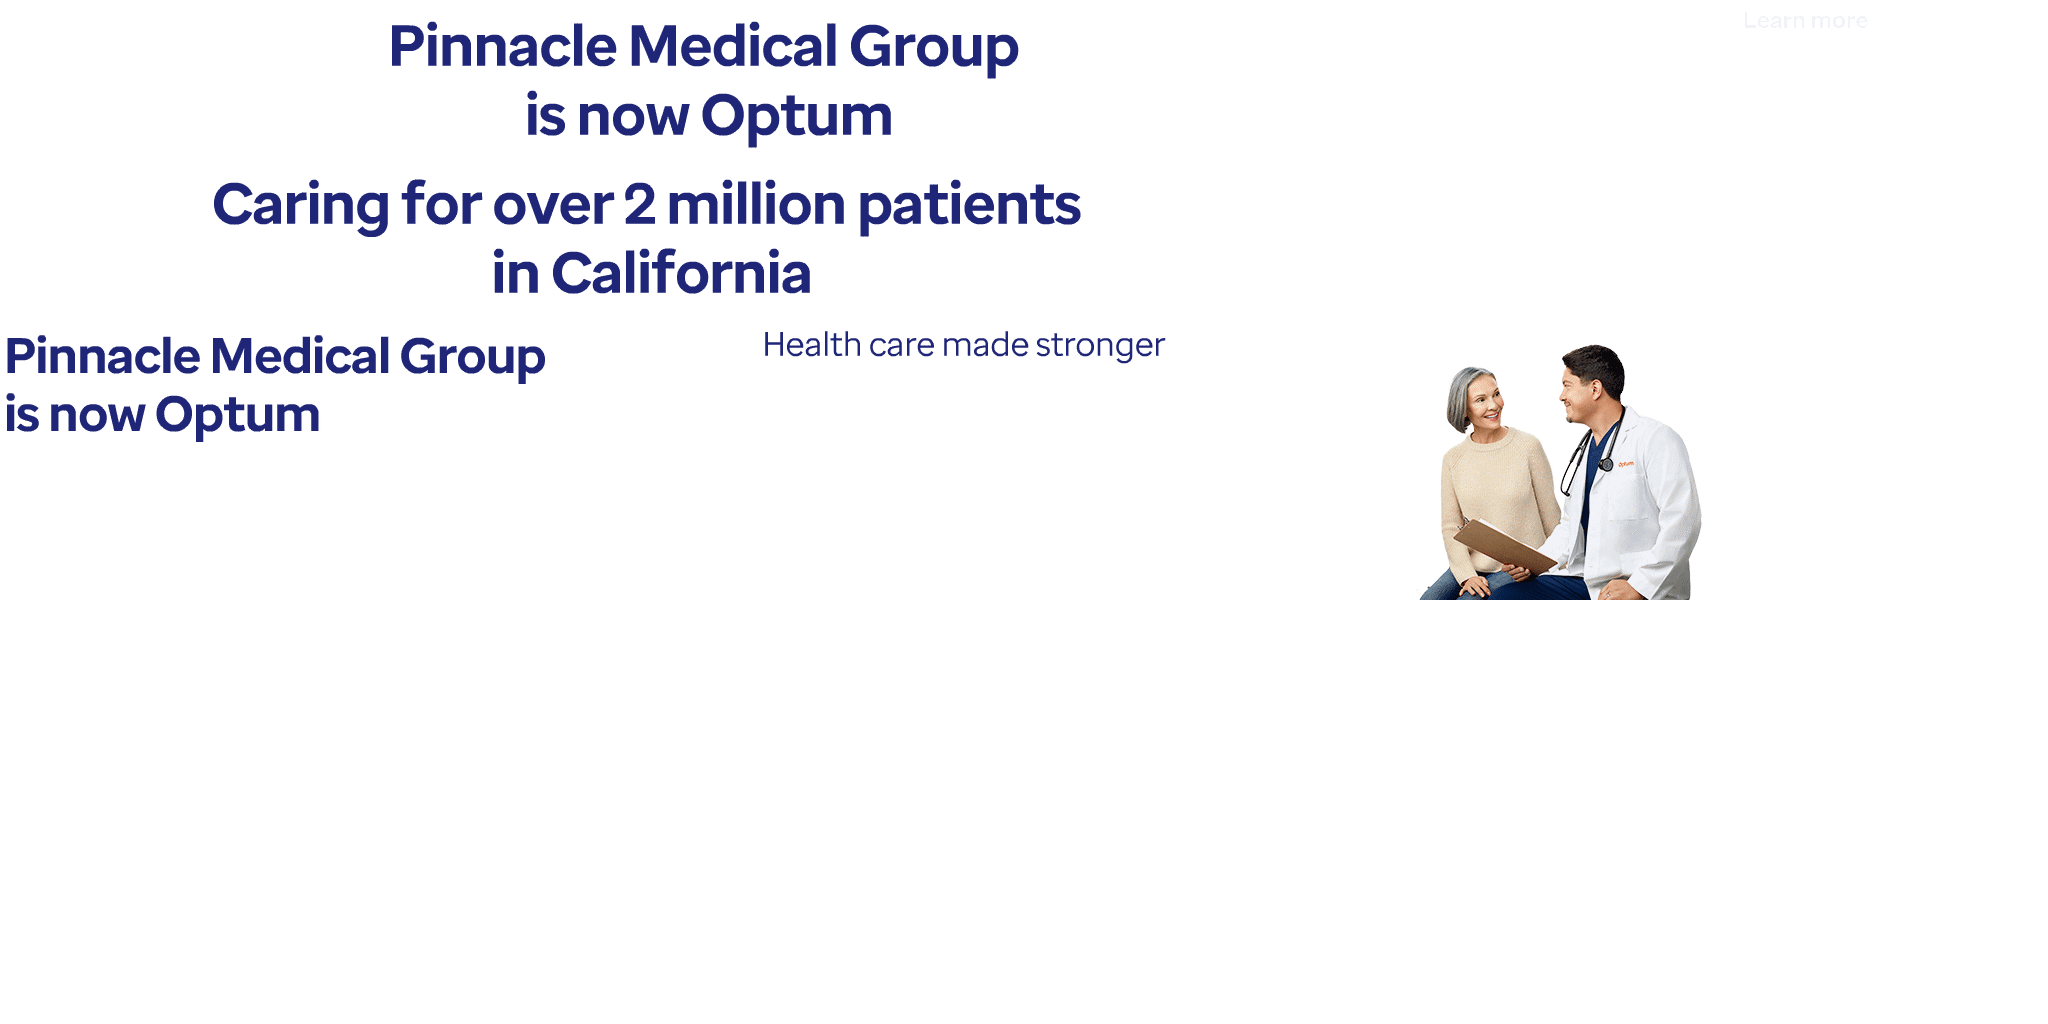 Pinnacle Medical Group
is now Optum
Learn more
Caring for over 2 million patients
in California
Pinnacle Medical Group
is now Optum
Health care made stronger
Optum